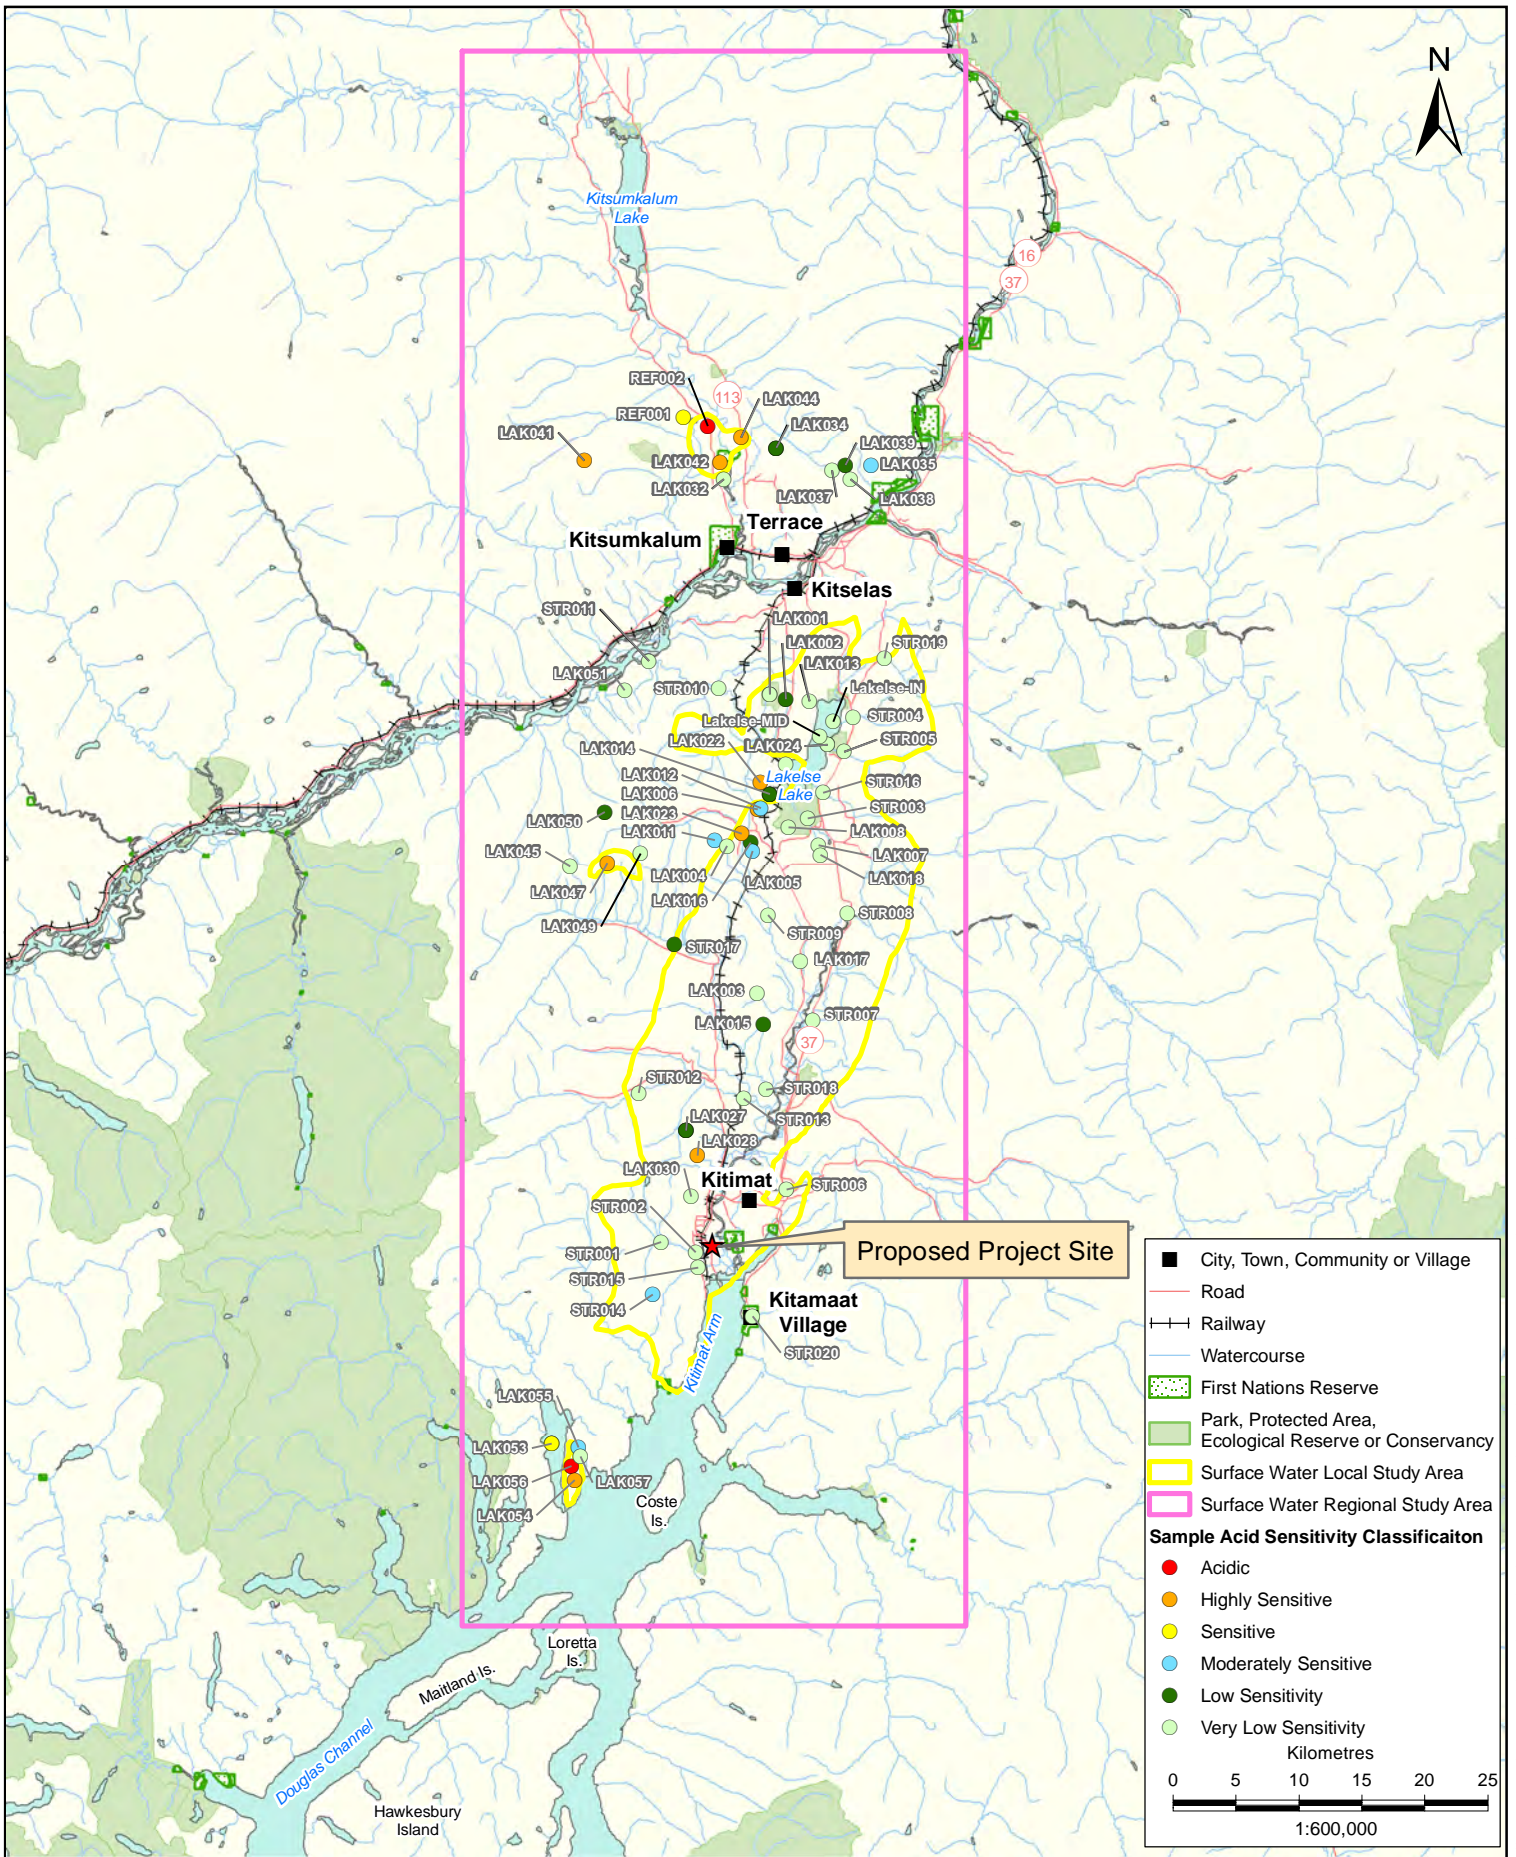 N
Kitsumkalum
Lake
16
37
REF002
113
LAK044
REF001
LAK034
LAK041
LAK039
LAK042
LAK035
LAK032
LAK037
LAK038
Terrace
Kitsumkalum
Kitselas
STR011
LAK001
LAK002
STR019
LAK013
LAK051
STR010
Lakelse-IN
STR004
Lakelse-MID
LAK022
LAK024
STR005
LAK014
LAK012
Lakelse
Lake
STR016
LAK006
STR003
LAK050
LAK023
LAK011
LAK008
LAK045
LAK007
LAK004
LAK018
LAK005
LAK047
LAK016
LAK049
STR008
STR009
STR017
LAK017
LAK003
STR007
LAK015
37
STR012
STR018
LAK027
STR013
LAK028
LAK030
Kitimat
STR006
STR002
STR001
Proposed Project Site
STR015
STR014
Kitamaat
Village
STR020
Kitimat Arm
LAK055
LAK053
LAK056
LAK057
LAK054
Coste
Is.
Loretta
Is.
Maitland Is.
Douglas Channel
Hawkesbury
Island
City, Town, Community or Village
Road
Railway
Watercourse
First Nations Reserve
Park, Protected Area,
Ecological Reserve or Conservancy
Surface Water Local Study Area
Surface Water Regional Study Area
Sample Acid Sensitivity Classificaiton
Acidic
Highly Sensitive
Sensitive
Moderately Sensitive
Low Sensitivity
Very Low Sensitivity
Kilometres
0 5 10 15 20 25
1:600,000